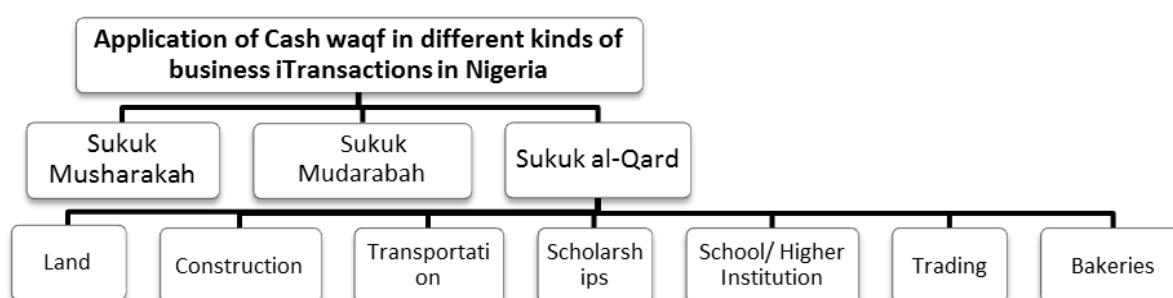 Application of Cash waqf in different kinds of
business iTransactions in Nigeria
Sukuk
Musharakah
Sukuk
Mudarabah
Sukuk al-Qard
Land
Construction
Transportati
on
Scholarsh
ips
School/ Higher
Institution
Trading
Bakeries